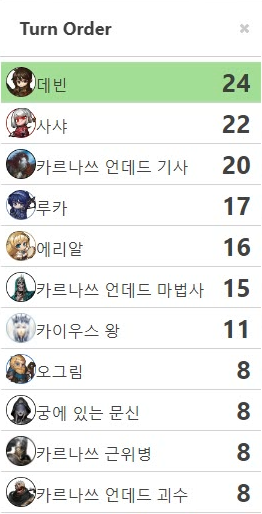 Turn Order ×
데빈 24
사샤 22
카르나쓰 언데드 기사 20
루카 17
에리알 16
카르나쓰 언데드 마법사 15
카이우스 왕 11
오그림 8
궁에 있는 문신 8
카르나쓰 근위병 8
카르나쓰 언데드 괴수 8